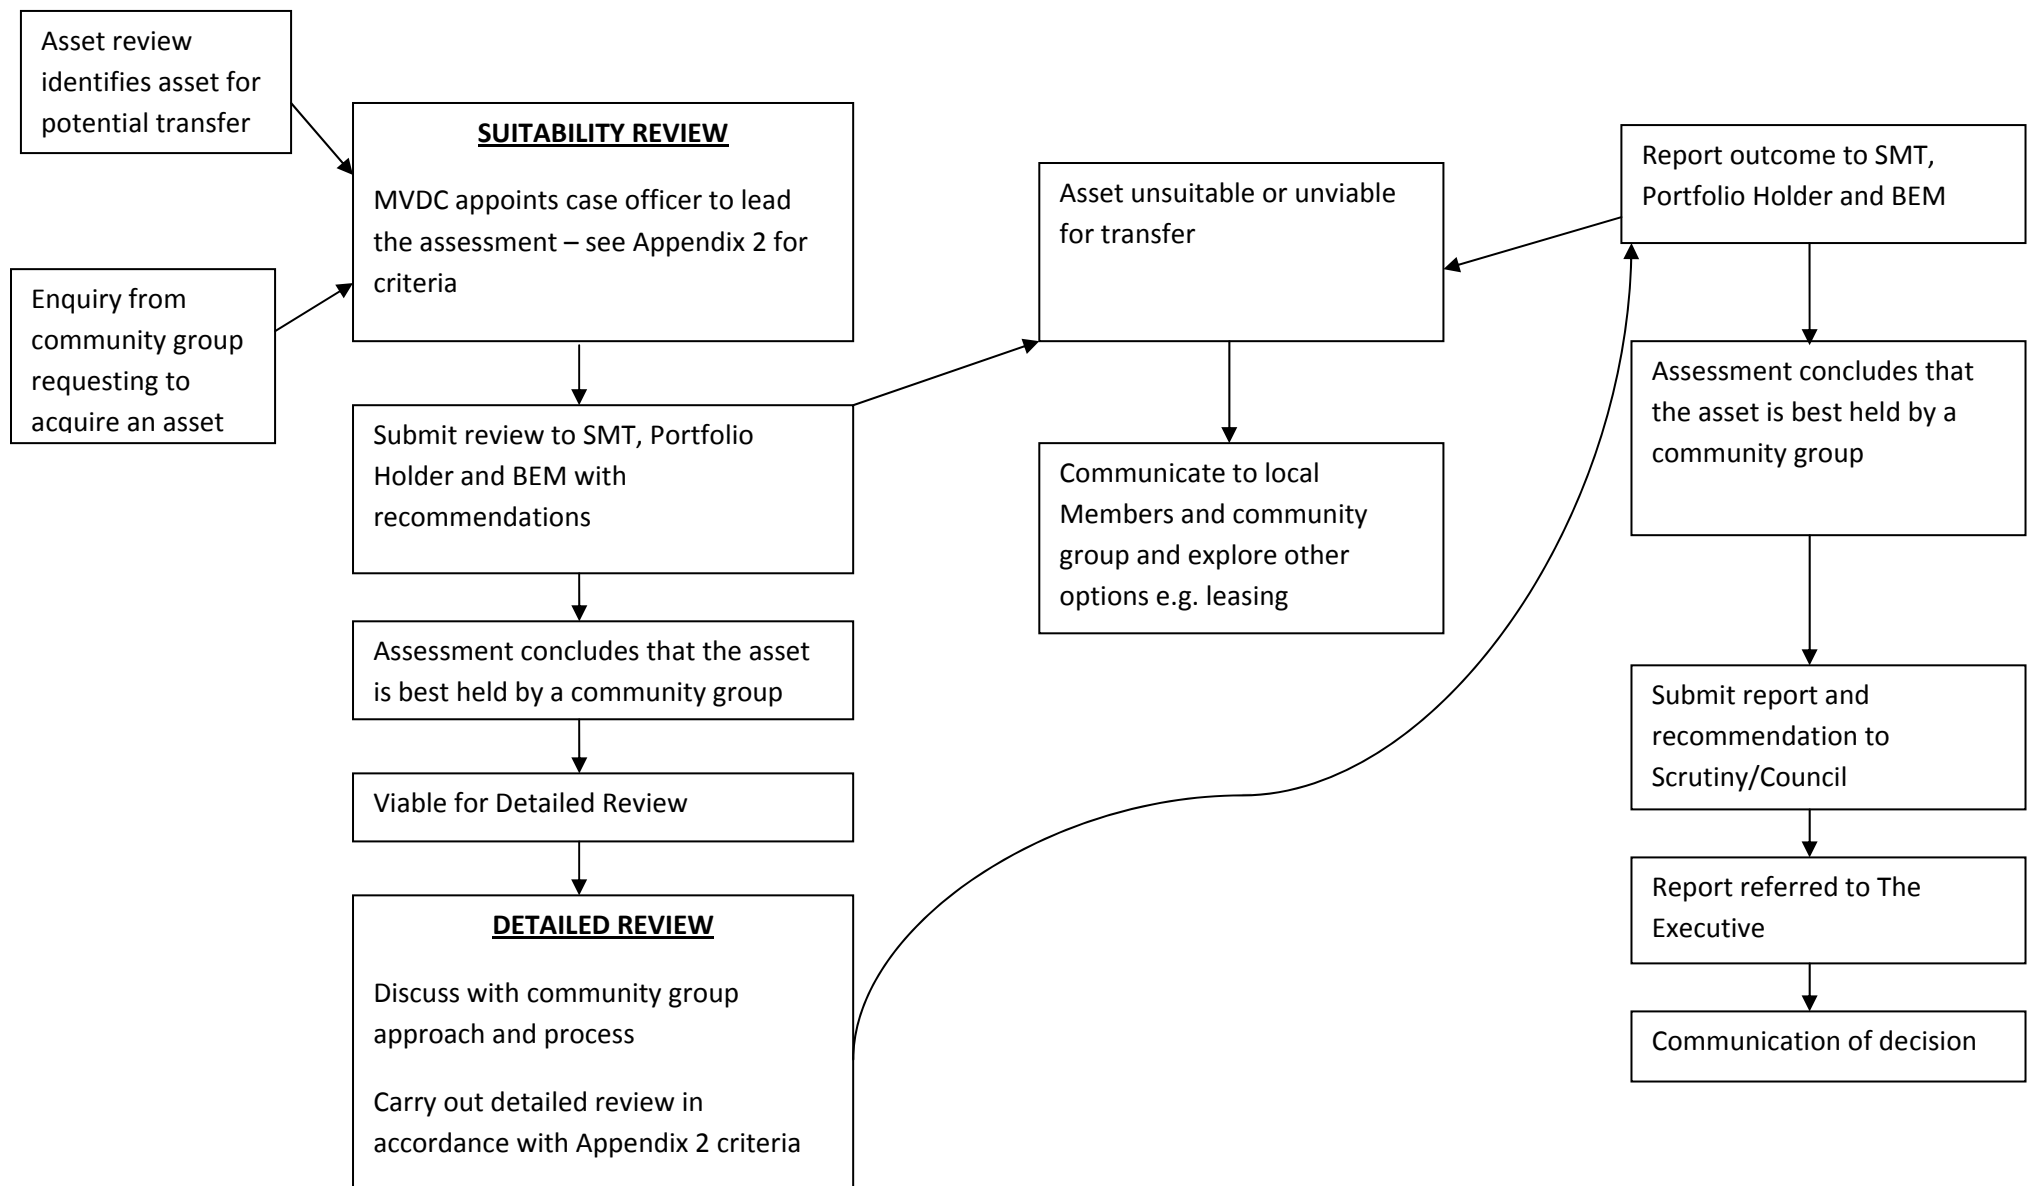 Asset review
identifies asset for
potential transfer
Enquiry from
community group
requesting to
acquire an asset
SUITABILITY REVIEW
MVDC appoints case officer to lead
the assessment – see Appendix 2 for
criteria
Submit review to SMT, Portfolio
Holder and BEM with
recommendations
Assessment concludes that the asset
is best held by a community group
Viable for Detailed Review
DETAILED REVIEW
Discuss with community group
approach and process
Carry out detailed review in
accordance with Appendix 2 criteria
Asset unsuitable or unviable
for transfer
Communicate to local
Members and community
group and explore other
options e.g. leasing
Report outcome to SMT,
Portfolio Holder and BEM
Assessment concludes that
the asset is best held by a
community group
Submit report and
recommendation to
Scrutiny/Council
Report referred to The
Executive
Communication of decision